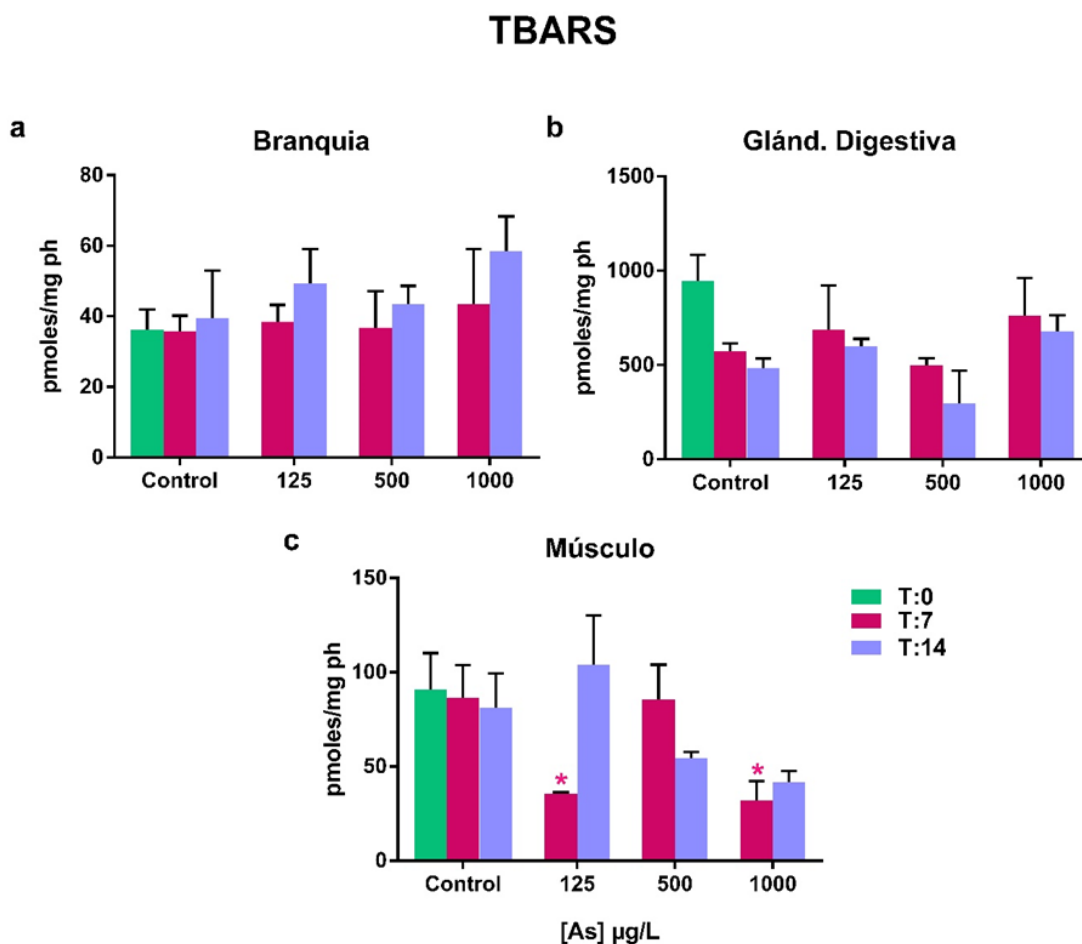 TBARS
a
Branquia
pmoles/mg ph
80
60
40
20
0
Control 125 500 1000
b
Glánd. Digestiva
pmoles/mg ph
1500
1000
500
0
Control 125 500 1000
c
Músculo
pmoles/mg ph
150
100
50
0
* *
Control 125 500 1000
[As] µg/L
T:0
T:7
T:14